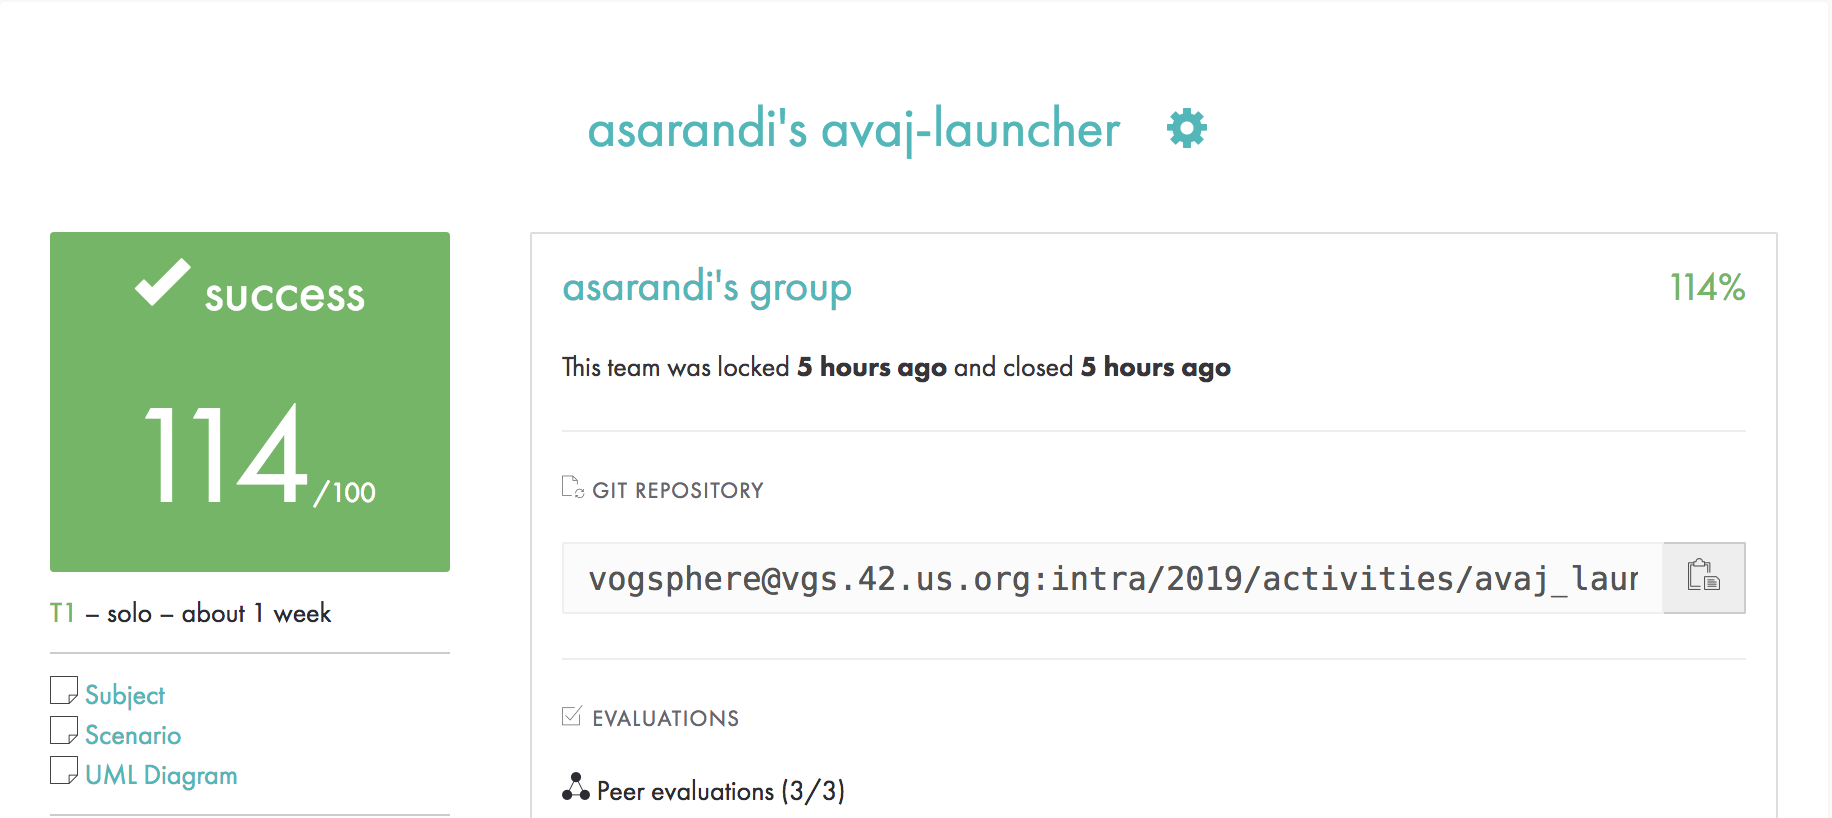 asarandi's avaj-launcher
success
114/100
T1 – solo – about 1 week
Subject
Scenario
UML Diagram
asarandi's group
114%
This team was locked 5 hours ago and closed 5 hours ago
GIT REPOSITORY
vogsphere@vgs.42.us.org:intra/2019/activities/avaj_laun
EVALUATIONS
Peer evaluations (3/3)